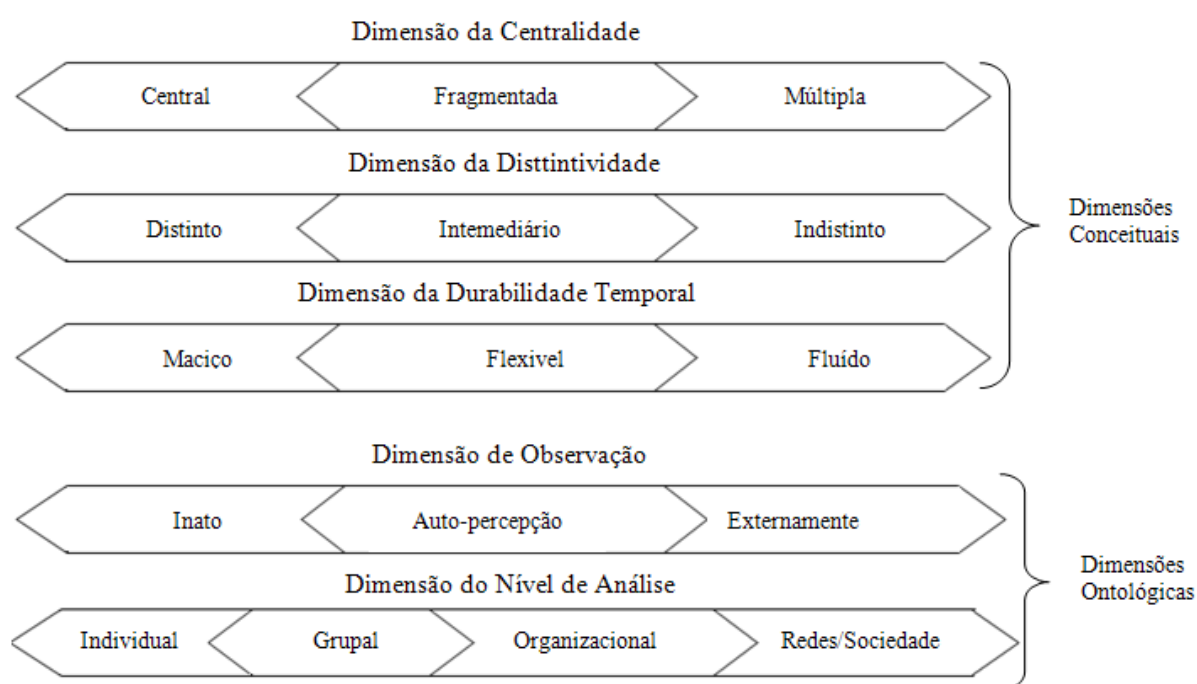 Dimensão da Centralidade
Central Fragmentada Múltipla
Dimensão da Disttintividade
Distinto Intemediário Indistinto
Dimensão da Durabilidade Temporal
Maciço Flexivel Fluído
Dimensões
Conceituais
Dimensão de Observação
Inato Auto-percepção Externamente
Dimensão do Nível de Análise
Individual Grupal Organizacional Redes/Sociedade
Dimensões
Ontológicas